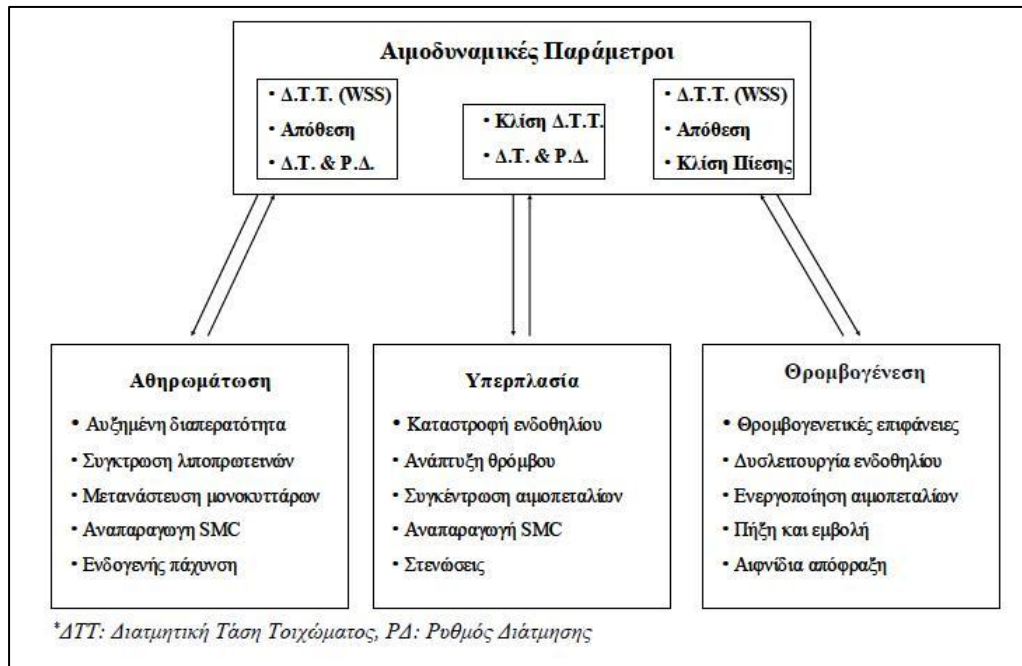 Αιμοδυναμικές Παράμετροι
• Δ.Τ.Τ. (WSS)
• Απόθεση
• Δ.Τ. & Ρ.Δ.
• Κλίση Δ.Τ.Τ.
• Δ.Τ. & Ρ.Δ.
• Δ.Τ.Τ. (WSS)
• Απόθεση
• Κλίση Πίεσης
Αθηρωμάτωση
• Αυξημένη διαπερατότητα
• Συγκτρωση λιποπρωτεινών
• Μετανάστευση μονοκυττάρων
• Αναπαραγωγη SMC
• Ενδογενής πάχυνση
Υπερπλασία
• Καταστροφή ενδοθηλίου
• Ανάπτυξη θρόμβου
• Συγκέντρωση αιμοπεταλίων
• Αναπαραγωγή SMC
• Στενώσεις
Θρομβογένεση
• Θρομβογενετικές επιφάνειες
• Δυσλειτουργία ενδοθηλίου
• Ενεργοποίηση αιμοπεταλίων
• Πήξη και εμβολή
• Αιφνίδια απόφραξη
*ΔΤΤ: Διατμητική Τάση Τοιχώματος, ΡΔ: Ρυθμός Διάτμησης